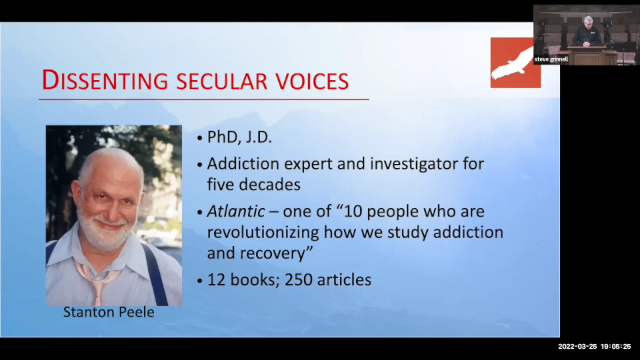 DISSENTING SECULAR VOICES
• PhD, J.D.
• Addiction expert and investigator for
five decades
• Atlantic – one of “10 people who are
revolutionizing how we study addiction
and recovery”
• 12 books; 250 articles
Stanton Peele
steve grinnell
2022-03-25 19:05:25